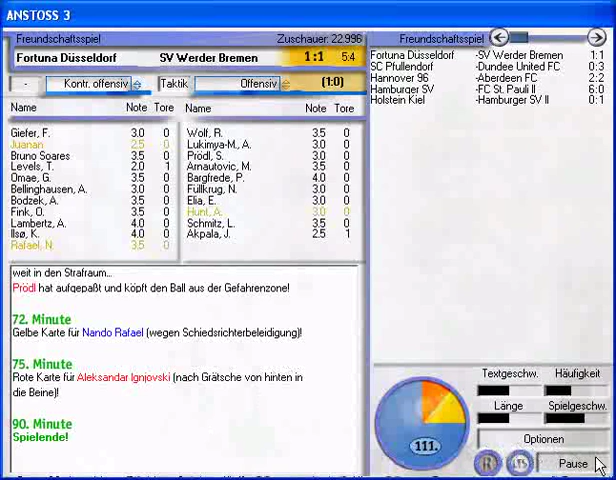 ANSTOSS 3
Freundschaftsspiel Zuschauer: 22.996
Fortuna Düsseldorf SV Werder Bremen 1:1 5:4
- Kontr. offensiv Taktik Offensiv (1:0)
Name Note Tore
Giefer, F. 3.0 0
Juanan 2.5 0
Bruno Soares 3.5 0
Levels, T. 2.0 1
Omae, G. 3.5 0
Bellinghausen, A. 3.0 0
Bodzek, A. 3.5 0
Fink, O. 3.5 0
Lambertz, A. 4.0 0
Ilsø, K. 4.0 0
Rafael, N. 3.5 0
Name Note Tore
Wolf, R. 3.5 0
Lukimya-M., A. 3.0 0
Prödl, S. 3.0 0
Arnautovic, M. 3.5 0
Bargfrede, P. 4.0 0
Füllkrug, N. 3.0 0
Elia, E. 3.0 0
Hunt, A. 3.0 0
Schmitz, L. 3.5 0
Akpala, J. 2.5 1
weit in den Strafraum...
Prödl hat aufgepaßt und köpft den Ball aus der Gefahrenzone!
72. Minute
Gelbe Karte für Nando Rafael (wegen Schiedsrichterbeleidigung)!
75. Minute
Rote Karte für Aleksandar Ignjovski (nach Grätsche von hinten in
die Beine)!
90. Minute
Spielende!
Freundschaftsspiel
Fortuna Düsseldorf -SV Werder Bremen 1:1
SC Pfullendorf -Dundee United FC 0:3
Hannover 96 -Aberdeen FC 2:2
Hamburger SV -FC St. Pauli II 6:0
Holstein Kiel -Hamburger SV II 0:1
Textgeschw. Häufigkeit
Länge Spielgeschw.
111.
Optionen
R Pause